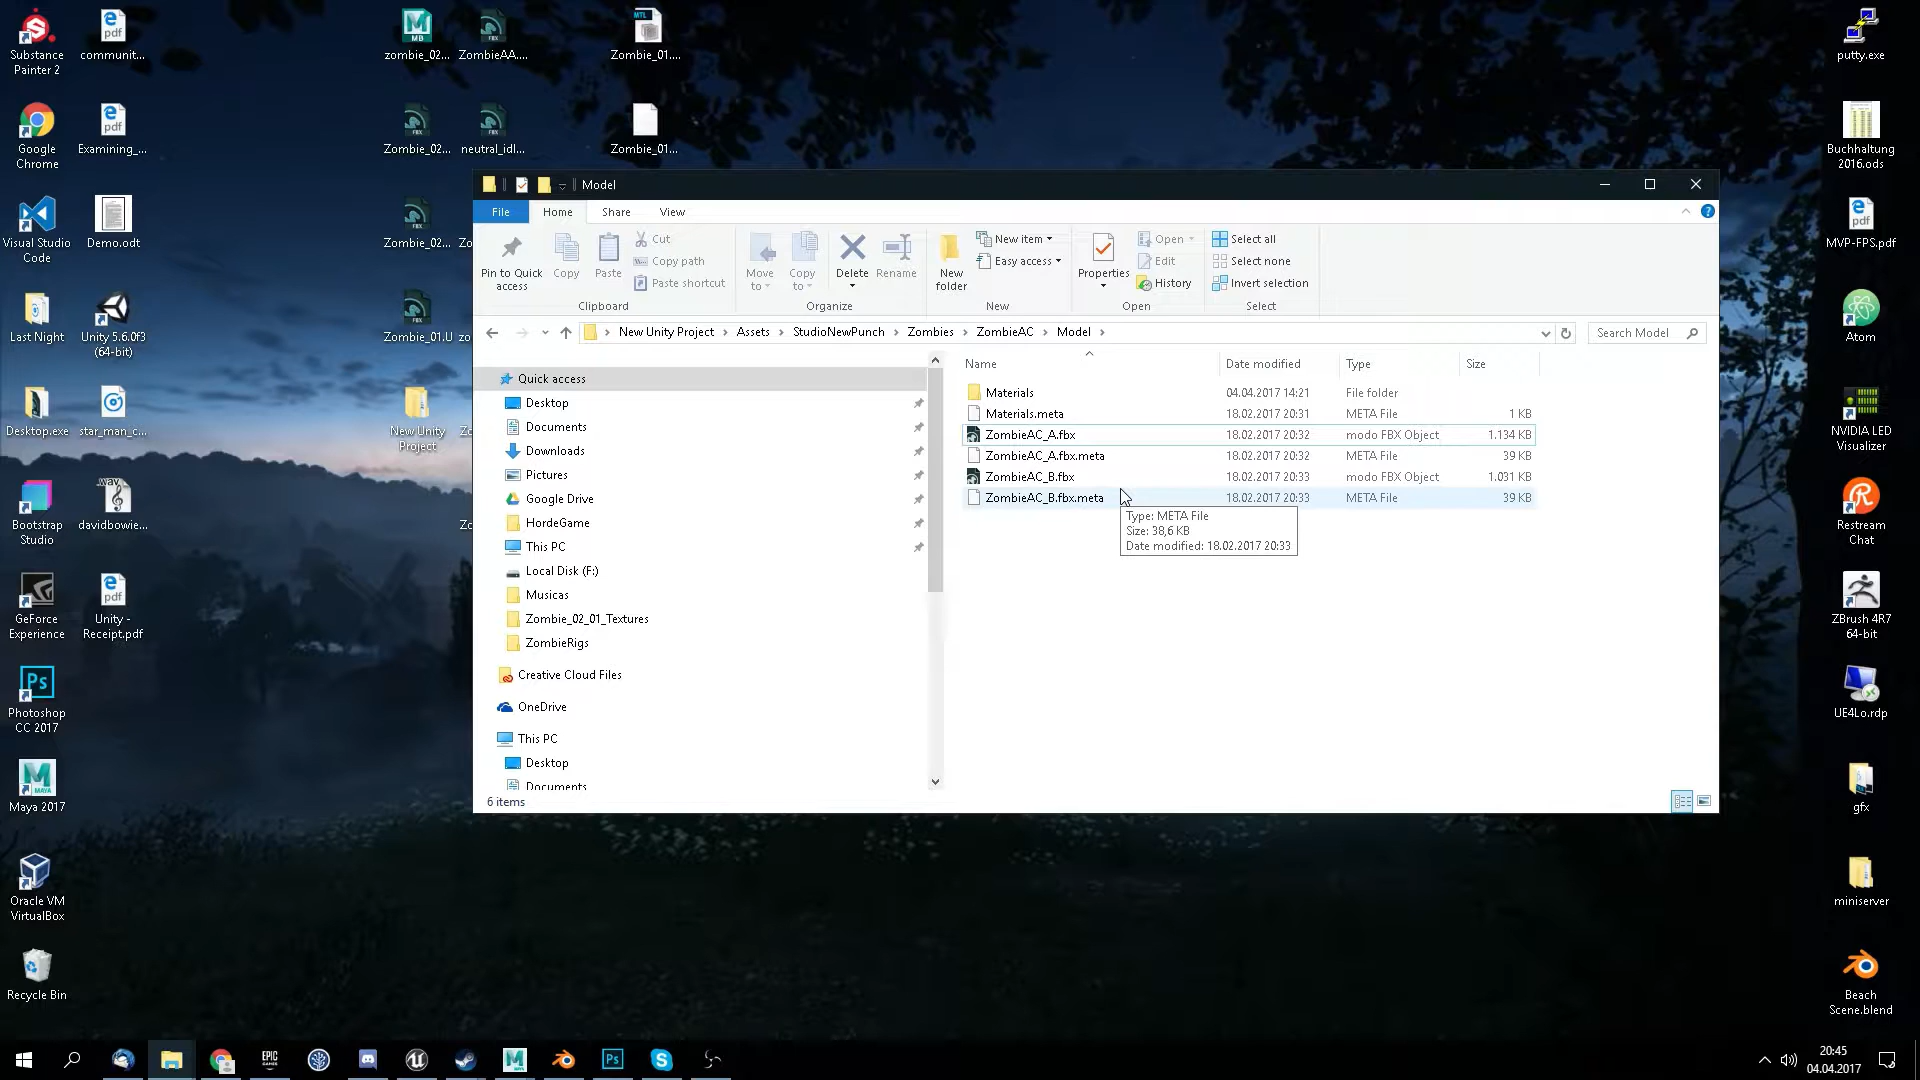 Substance
Painter 2
communit...
zombie_02...
ZombieAA....
Zombie_01....
putty.exe
Google
Chrome
Examining_...
Zombie_02...
neutral_idl...
Zombie_01...
Buchhaltung
2016.ods
Visual Studio
Code
Demo.odt
Zombie_02...
MVP-FPS.pdf
Last Night
Unity 5.6.0f3
(64-bit)
Zombie_01.U
Atom
Desktop.exe
star_man_c...
New Unity
Project
NVIDIA LED
Visualizer
Bootstrap
Studio
davidbowie...
Restream
Chat
GeForce
Experience
Unity -
Receipt.pdf
ZBrush 4R7
64-bit
Photoshop
CC 2017
UE4Lo.rdp
Maya 2017
gfx
Oracle VM
VirtualBox
miniserver
Recycle Bin
Beach
Scene.blend
Model
File
Home
Share
View
Pin to Quick
access
Copy
Paste
Cut
Copy path
Paste shortcut
Clipboard
Move
to
Copy
to
Delete
Rename
Organize
New
folder
New item
Easy access
New
Properties
Open
Edit
History
Open
Select all
Select none
Invert selection
Select
New Unity Project > Assets > StudioNewPunch > Zombies > ZombieAC > Model >
Search Model
Quick access
Desktop
Documents
Downloads
Pictures
Google Drive
HordeGame
This PC
Local Disk (F:)
Musicas
Zombie_02_01_Textures
ZombieRigs
Creative Cloud Files
OneDrive
This PC
Desktop
Documents
Name Date modified Type Size
Materials 04.04.2017 14:21 File folder
Materials.meta 18.02.2017 20:31 META File 1 KB
ZombieAC_A.fbx 18.02.2017 20:32 modo FBX Object 1.134 KB
ZombieAC_A.fbx.meta 18.02.2017 20:32 META File 39 KB
ZombieAC_B.fbx 18.02.2017 20:33 modo FBX Object 1.031 KB
ZombieAC_B.fbx.meta 18.02.2017 20:33 META File 39 KB
Type: META File
Size: 38,6 KB
Date modified: 18.02.2017 20:33
6 items
20:45
04.04.2017